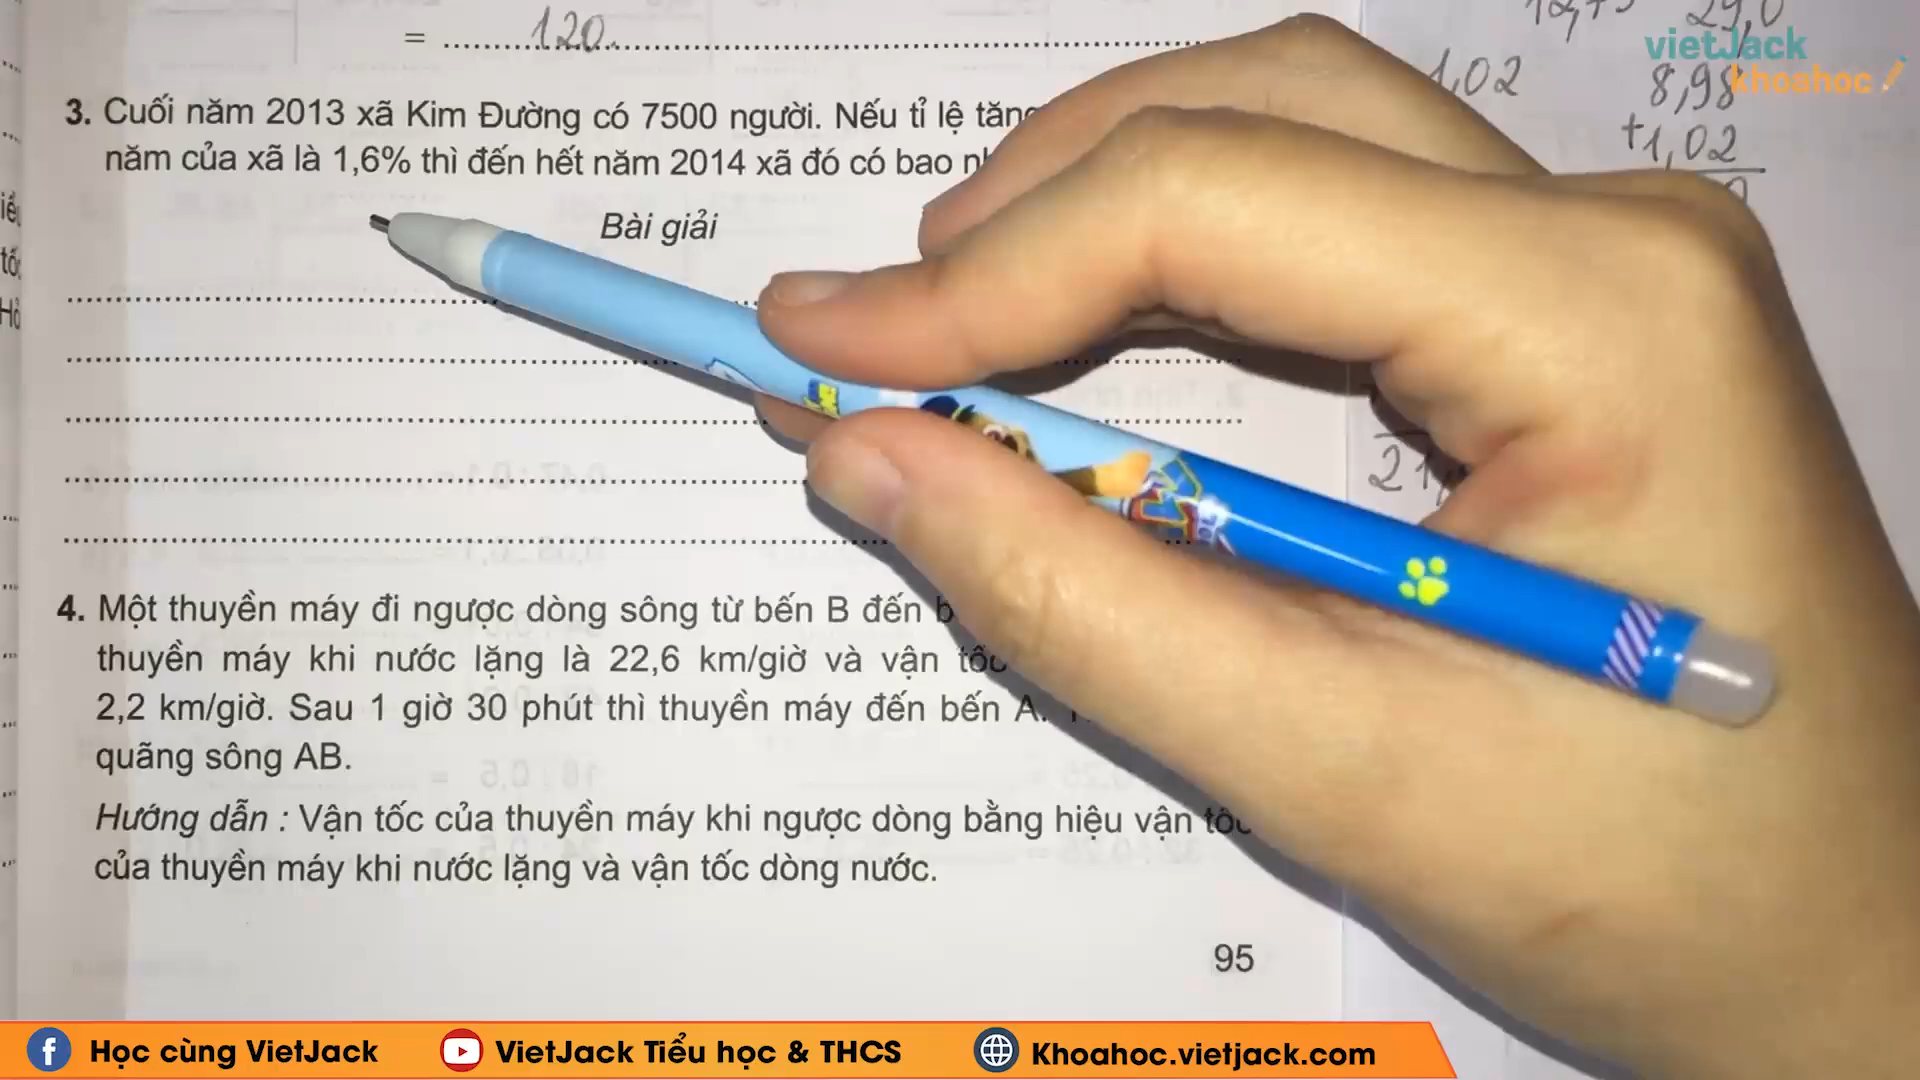 = 120
12,75 29,0
vietJack
khoahoc
1,02 8,98
+1,02
3. Cuối năm 2013 xã Kim Đường có 7500 người. Nếu tỉ lệ tăng
năm của xã là 1,6% thì đến hết năm 2014 xã đó có bao
Bài giải
4. Một thuyền máy đi ngược dòng sông từ bến B đến
thuyền máy khi nước lặng là 22,6 km/giờ và vận tốc
2,2 km/giờ. Sau 1 giờ 30 phút thì thuyền máy đến bến A.
quãng sông AB.
Hướng dẫn : Vận tốc của thuyền máy khi ngược dòng bằng hiệu vận tốc
của thuyền máy khi nước lặng và vận tốc dòng nước.
95
Học cùng VietJack VietJack Tiểu học & THCS Khoahoc.vietjack.com